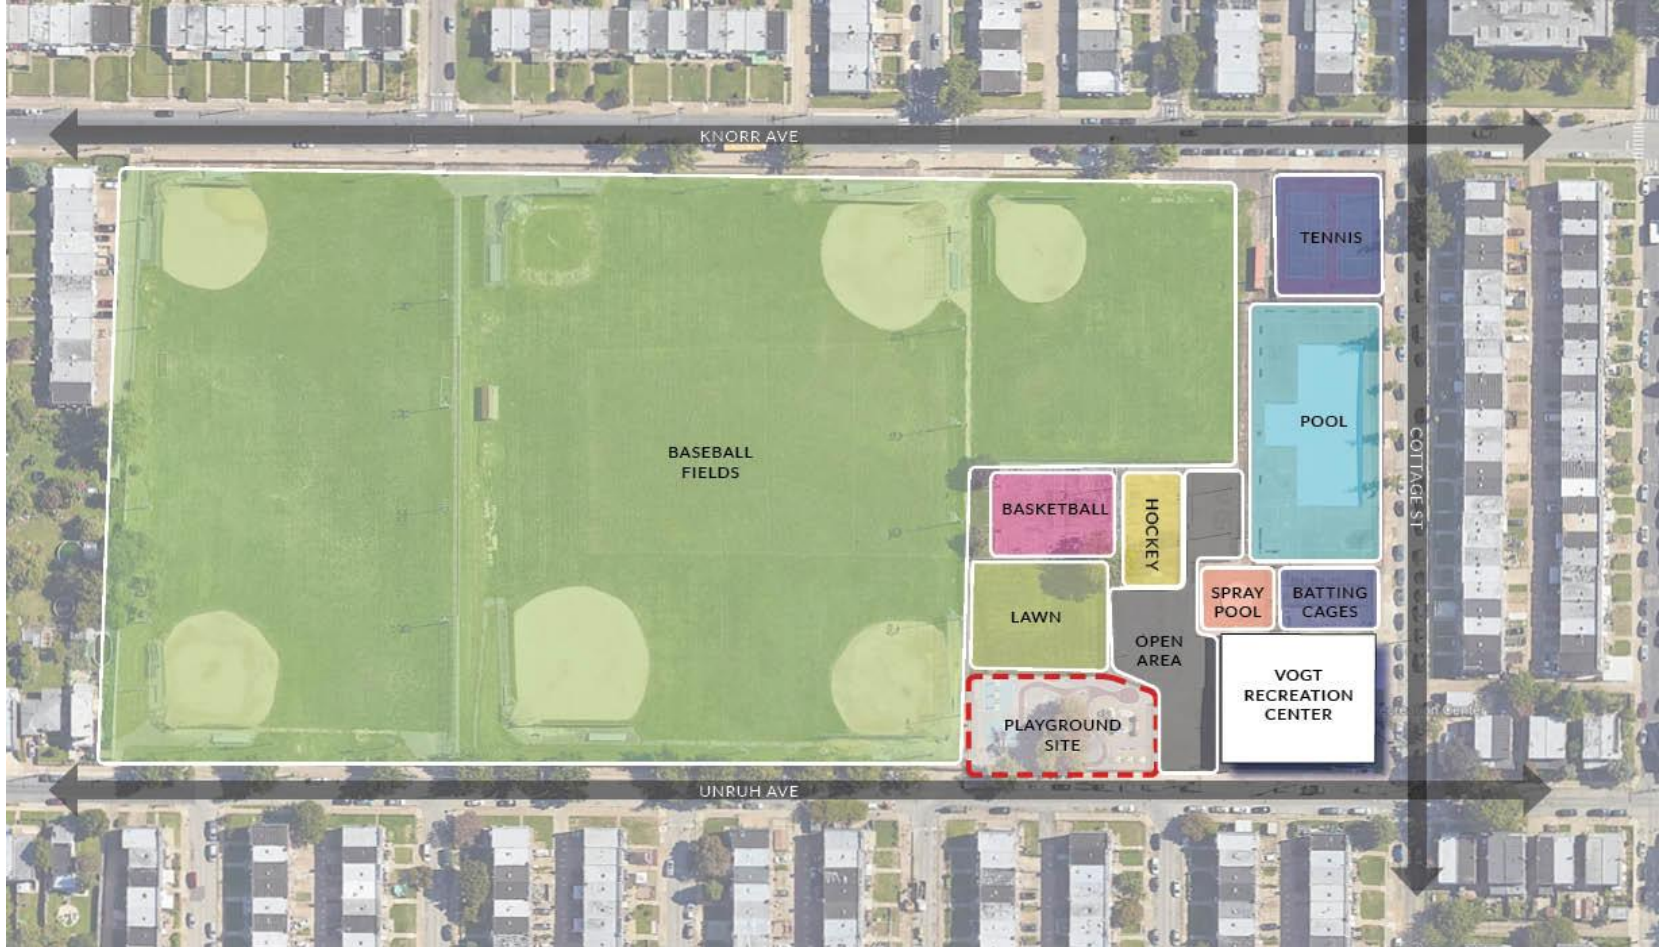 KNORR AVE
TENNIS
POOL
COTTAGE ST
BASEBALL
FIELDS
BASKETBALL
HOCKEY
SPRAY
POOL
BATTING
CAGES
LAWN
OPEN
AREA
VOGT
RECREATION
CENTER
PLAYGROUND
SITE
UNRUH AVE